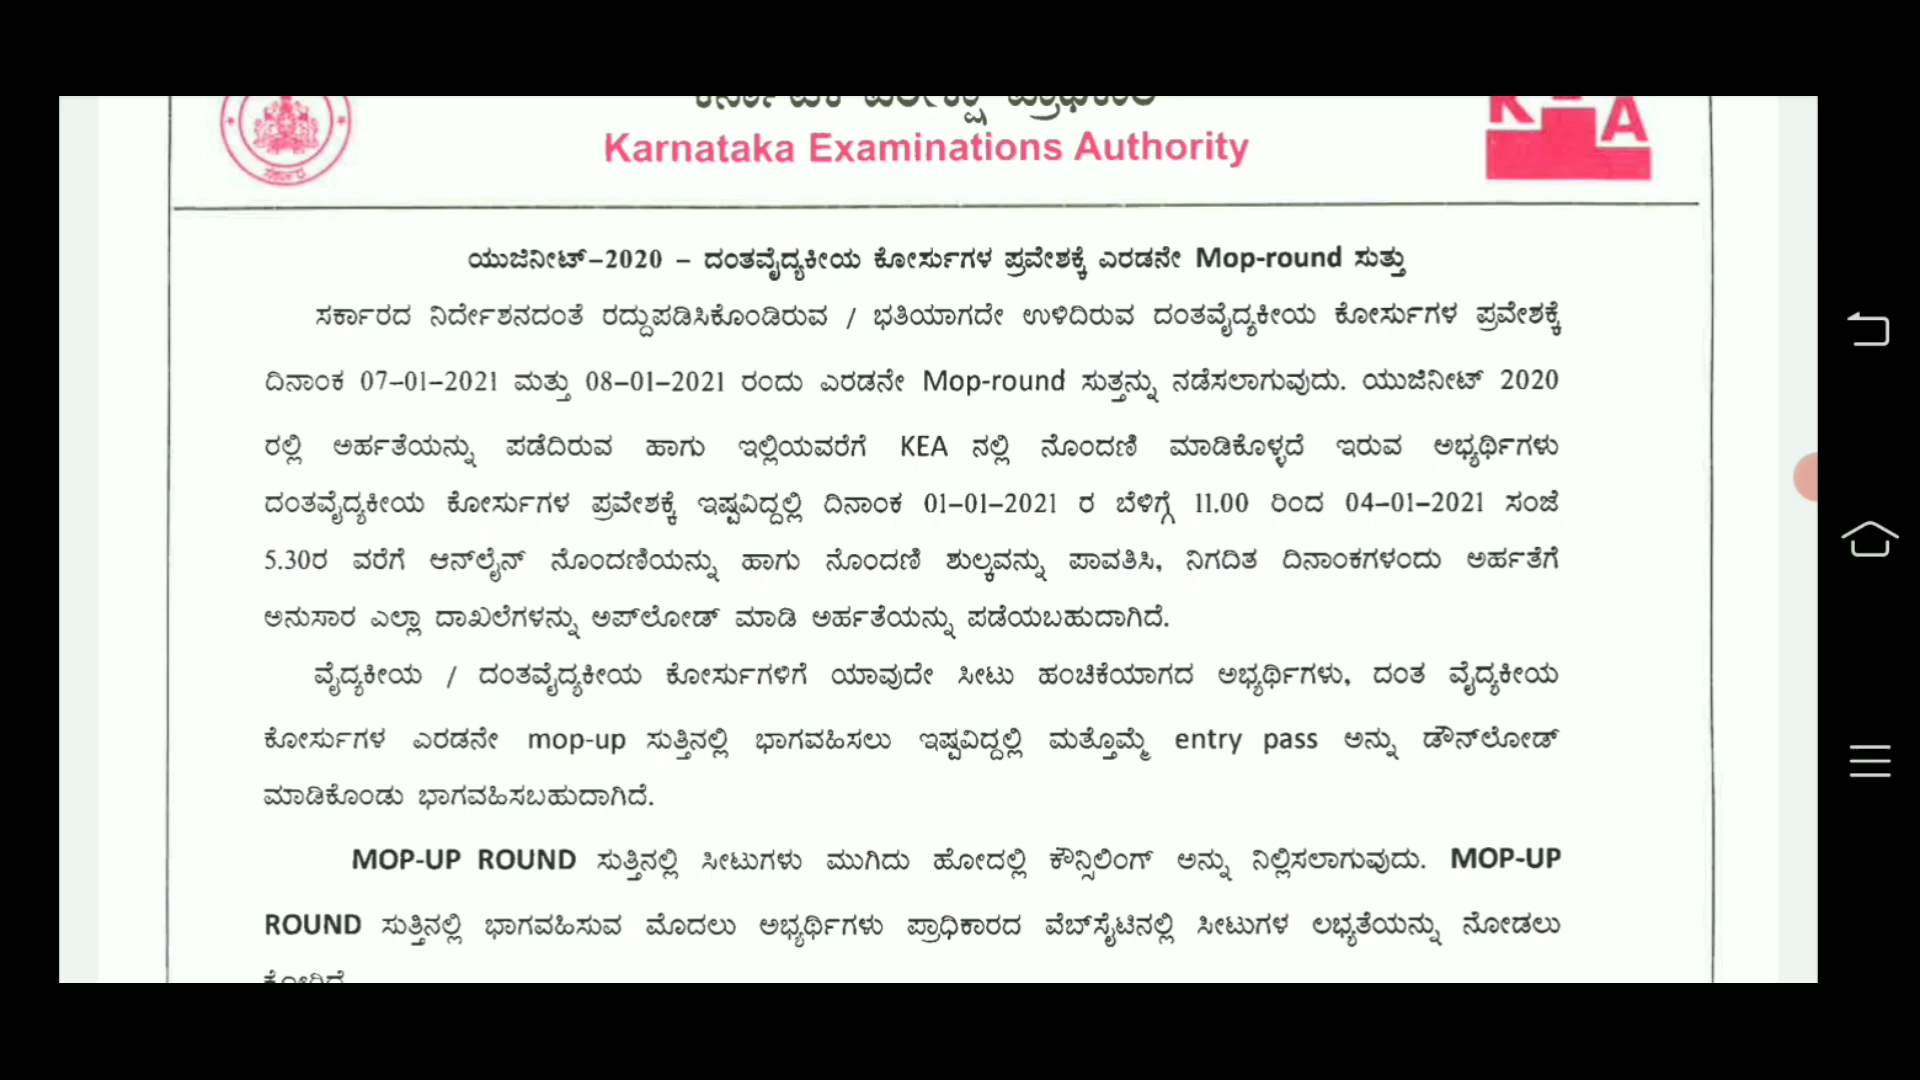 ಕರ್ನಾಟಕ ಪರೀಕ್ಷಾ ಪ್ರಾಧಿಕಾರ
Karnataka Examinations Authority
KEA
ಸರ್ಕಾರ
ಯುಜಿನೀಟ್–2020 – ದಂತವೈದ್ಯಕೀಯ ಕೋರ್ಸುಗಳ ಪ್ರವೇಶಕ್ಕೆ ಎರಡನೇ Mop-round ಸುತ್ತು
ಸರ್ಕಾರದ ನಿರ್ದೇಶನದಂತೆ ರದ್ದುಪಡಿಸಿಕೊಂಡಿರುವ / ಭತಿಯಾಗದೇ ಉಳಿದಿರುವ ದಂತವೈದ್ಯಕೀಯ ಕೋರ್ಸುಗಳ ಪ್ರವೇಶಕ್ಕೆ
ದಿನಾಂಕ 07–01–2021 ಮತ್ತು 08–01–2021 ರಂದು ಎರಡನೇ Mop-round ಸುತ್ತನ್ನು ನಡೆಸಲಾಗುವುದು. ಯುಜಿನೀಟ್ 2020
ರಲ್ಲಿ ಅರ್ಹತೆಯನ್ನು ಪಡೆದಿರುವ ಹಾಗು ಇಲ್ಲಿಯವರೆಗೆ KEA ನಲ್ಲಿ ನೊಂದಣಿ ಮಾಡಿಕೊಳ್ಳದೆ ಇರುವ ಅಭ್ಯರ್ಥಿಗಳು
ದಂತವೈದ್ಯಕೀಯ ಕೋರ್ಸುಗಳ ಪ್ರವೇಶಕ್ಕೆ ಇಷ್ಟವಿದ್ದಲ್ಲಿ ದಿನಾಂಕ 01–01–2021 ರ ಬೆಳಿಗ್ಗೆ 11.00 ರಿಂದ 04–01–2021 ಸಂಜೆ
5.30ರ ವರೆಗೆ ಆನ್‌ಲೈನ್ ನೊಂದಣಿಯನ್ನು ಹಾಗು ನೊಂದಣಿ ಶುಲ್ಕವನ್ನು ಪಾವತಿಸಿ, ನಿಗದಿತ ದಿನಾಂಕಗಳಂದು ಅರ್ಹತೆಗೆ
ಅನುಸಾರ ಎಲ್ಲಾ ದಾಖಲೆಗಳನ್ನು ಅಪ್‌ಲೋಡ್ ಮಾಡಿ ಅರ್ಹತೆಯನ್ನು ಪಡೆಯಬಹುದಾಗಿದೆ.
ವೈದ್ಯಕೀಯ / ದಂತವೈದ್ಯಕೀಯ ಕೋರ್ಸುಗಳಿಗೆ ಯಾವುದೇ ಸೀಟು ಹಂಚಿಕೆಯಾಗದ ಅಭ್ಯರ್ಥಿಗಳು, ದಂತ ವೈದ್ಯಕೀಯ
ಕೋರ್ಸುಗಳ ಎರಡನೇ mop-up ಸುತ್ತಿನಲ್ಲಿ ಭಾಗವಹಿಸಲು ಇಷ್ಟವಿದ್ದಲ್ಲಿ ಮತ್ತೊಮ್ಮೆ entry pass ಅನ್ನು ಡೌನ್‌ಲೋಡ್
ಮಾಡಿಕೊಂಡು ಭಾಗವಹಿಸಬಹುದಾಗಿದೆ.
MOP-UP ROUND ಸುತ್ತಿನಲ್ಲಿ ಸೀಟುಗಳು ಮುಗಿದು ಹೋದಲ್ಲಿ ಕೌನ್ಸಿಲಿಂಗ್ ಅನ್ನು ನಿಲ್ಲಿಸಲಾಗುವುದು. MOP-UP
ROUND ಸುತ್ತಿನಲ್ಲಿ ಭಾಗವಹಿಸುವ ಮೊದಲು ಅಭ್ಯರ್ಥಿಗಳು ಪ್ರಾಧಿಕಾರದ ವೆಬ್‌ಸೈಟಿನಲ್ಲಿ ಸೀಟುಗಳ ಲಭ್ಯತೆಯನ್ನು ನೋಡಲು
ಕೋರಿದೆ